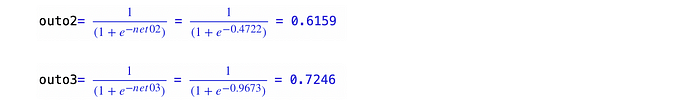 outo2= 1/(1 + e^−net02) = 1/(1 + e^−0.4722) = 0.6159
outo3= 1/(1 + e^−net03) = 1/(1 + e^−0.9673) = 0.7246